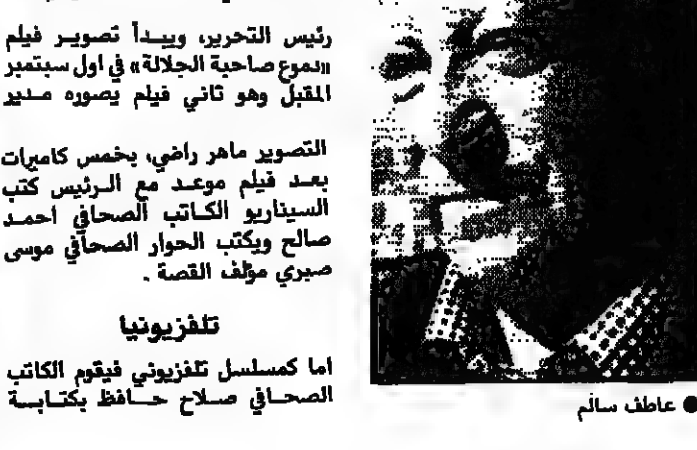 رئيس التحرير، ويبدأ تصوير فيلم
«دموع صاحبة الجلالة» في اول سبتمبر
المقبل وهو ثاني فيلم يصوره مدير
التصوير ماهر راضي، بخمس كاميرات
بعد فيلم موعد مع الرئيس كتب
السيناريو الكاتب الصحافي احمد
صالح ويكتب الحوار الصحافي موسى
صبري مؤلف القصة .
تلفزيونيا
اما كمسلسل تلفزيوني فيقوم الكاتب
الصحافي صلاح حافظ بكتابة
● عاطف سالم